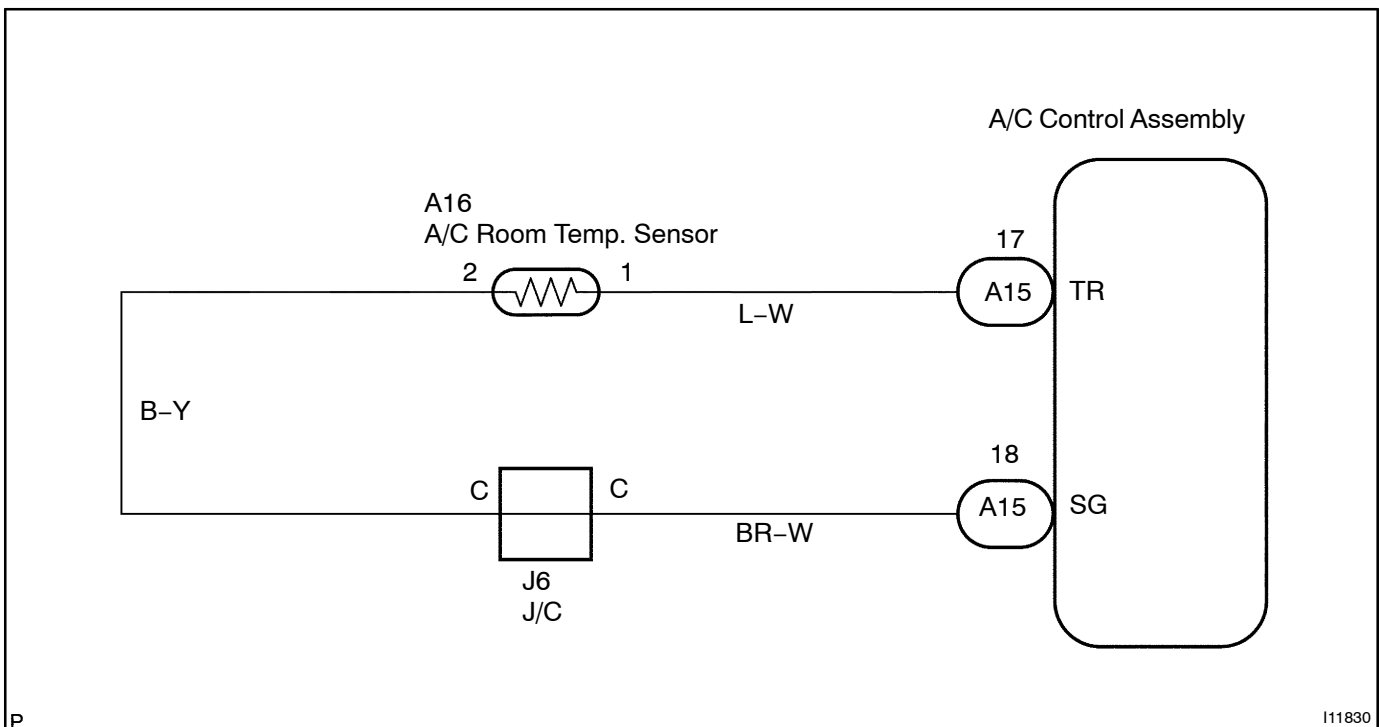 A/C Control Assembly
A16
A/C Room Temp. Sensor
2
1
17
A15
TR
L−W
B−Y
18
C
C
A15
SG
BR−W
J6
J/C
P
I11830